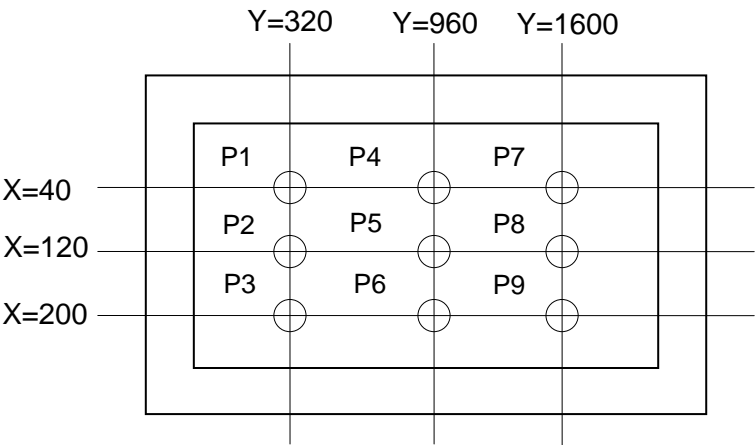 Y=320 Y=960 Y=1600
P1 P4 P7
X=40
P2 P5 P8
X=120
P3 P6 P9
X=200